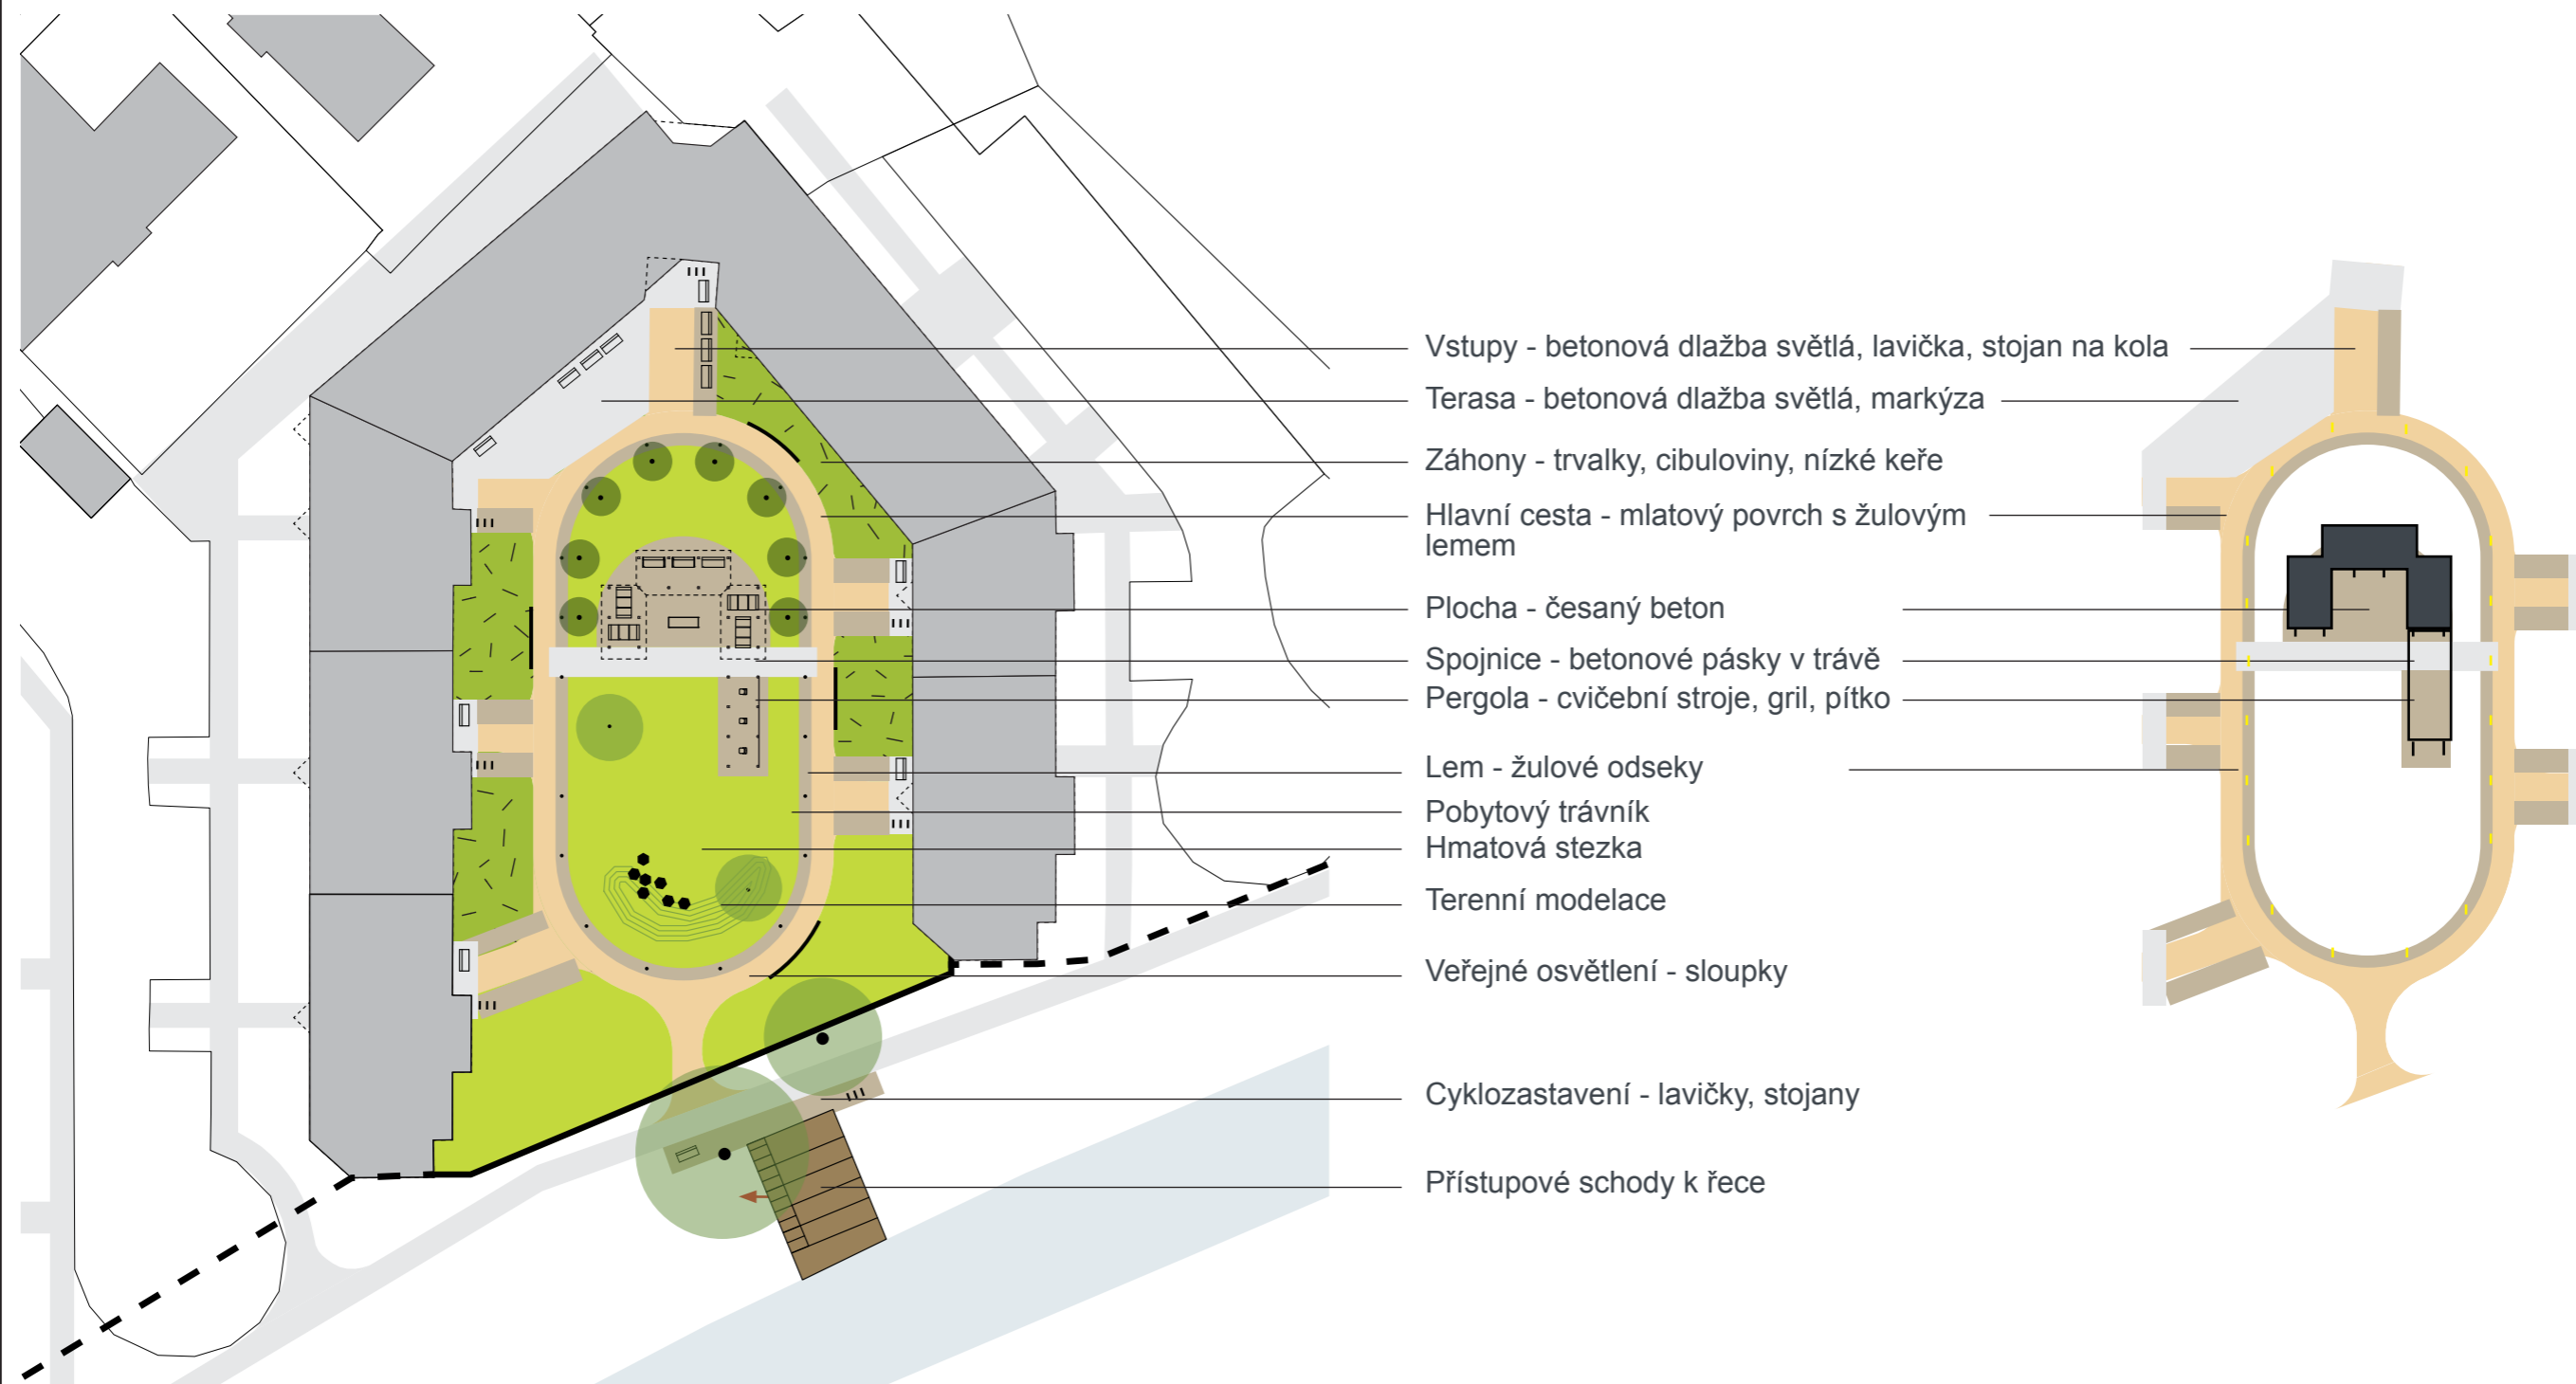 Vstupy - betonová dlažba světlá, lavička, stojan na kola
Terasa - betonová dlažba světlá, markýza
Záhony - trvalky, cibuloviny, nízké keře
Hlavní cesta - mlatový povrch s žulovým
lemem
Plocha - česaný beton
Spojnice - betonové pásky v trávě
Pergola - cvičební stroje, gril, pítko
Lem - žulové odseky
Pobytový trávník
Hmatová stezka
Terenní modelace
Veřejné osvětlení - sloupky
Cyklozastavení - lavičky, stojany
Přístupové schody k řece